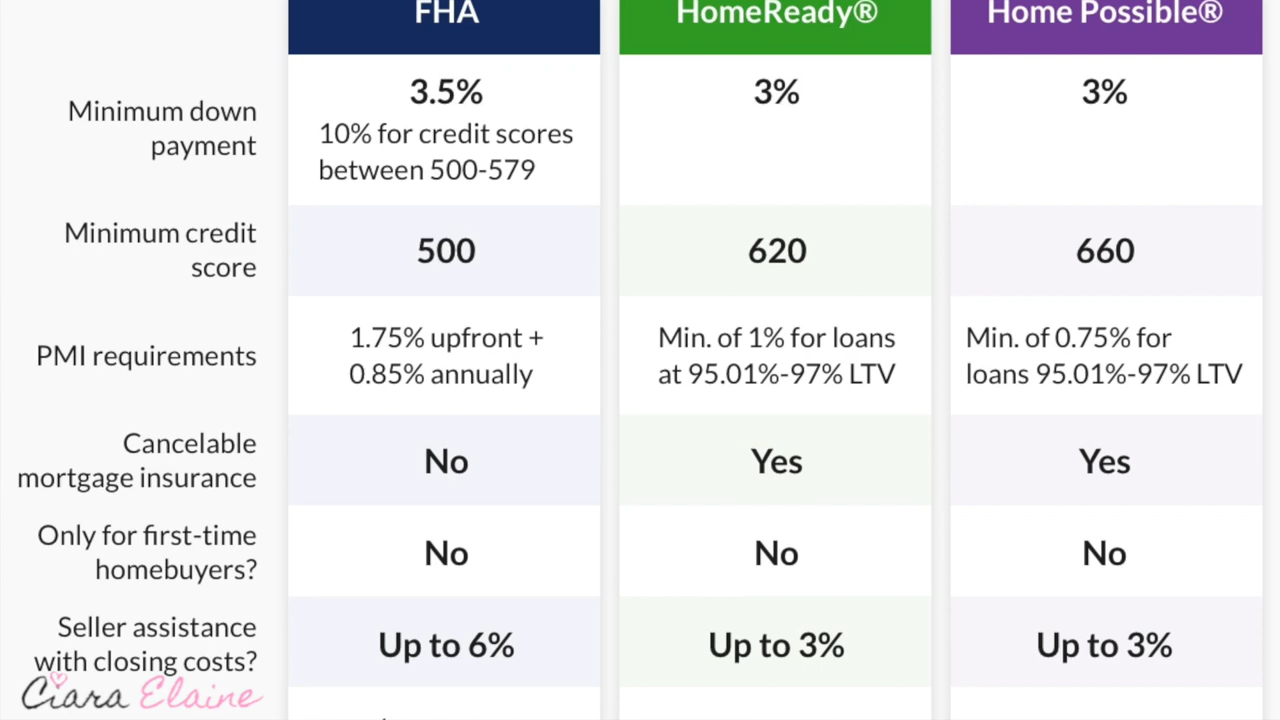 FHA
HomeReady®
Home Possible®
Minimum down
payment
3.5%
10% for credit scores
between 500-579
3%
3%
Minimum credit
score
500
620
660
PMI requirements
1.75% upfront +
0.85% annually
Min. of 1% for loans
at 95.01%-97% LTV
Min. of 0.75% for
loans 95.01%-97% LTV
Cancelable
mortgage insurance
No
Yes
Yes
Only for first-time
homebuyers?
No
No
No
Seller assistance
with closing costs?
Up to 6%
Up to 3%
Up to 3%
Ciara Elaine